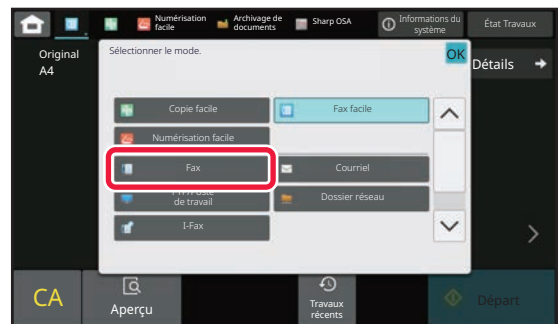 Numérisation
facile
Archivage de
documents
Sharp OSA
Informations du
système
État Travaux
Original
A4
Sélectionner le mode.
OK
Détails
Copie facile
Fax facile
Numérisation facile
Fax
Courriel
de travail
Dossier réseau
I-Fax
CA
Aperçu
Travaux
récents
Départ